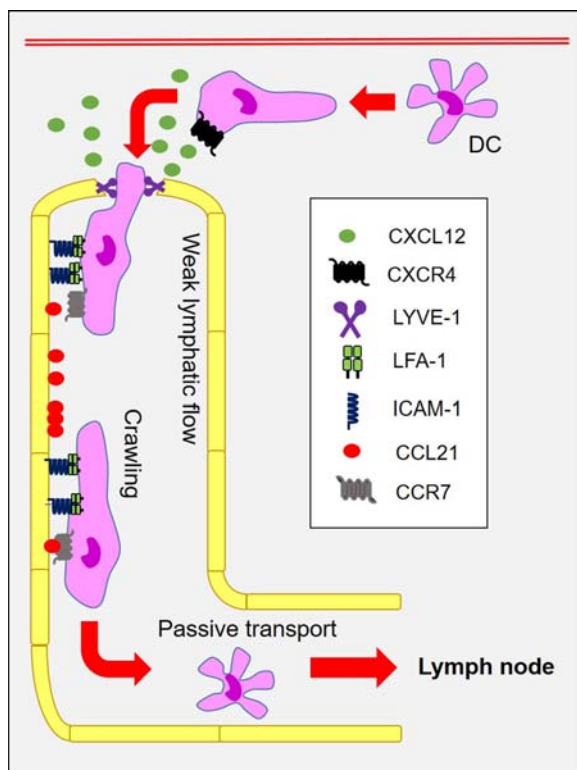 DC
CXCL12
CXCR4
LYVE-1
LFA-1
ICAM-1
CCL21
CCR7
Weak lymphatic flow
Crawling
Passive transport
Lymph node